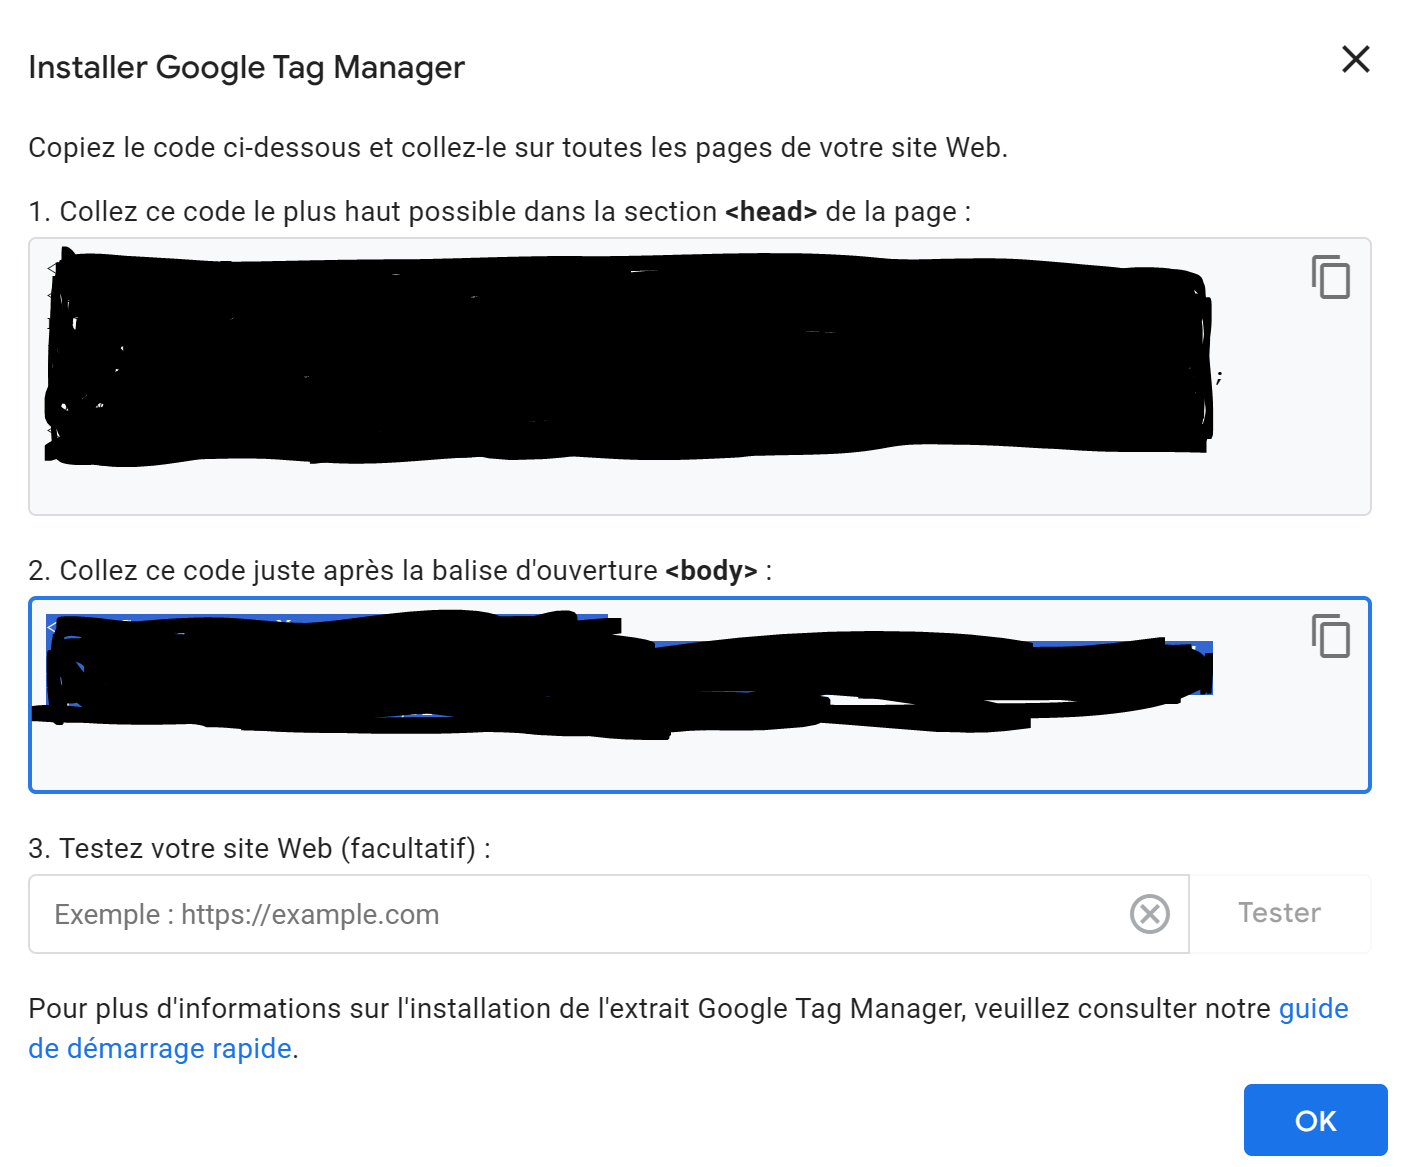 Installer Google Tag Manager
Copiez le code ci-dessous et collez-le sur toutes les pages de votre site Web.
1. Collez ce code le plus haut possible dans la section <head> de la page :
;
2. Collez ce code juste après la balise d'ouverture <body> :
3. Testez votre site Web (facultatif) :
Exemple : https://example.com
Tester
Pour plus d'informations sur l'installation de l'extrait Google Tag Manager, veuillez consulter notre guide
de démarrage rapide.
OK